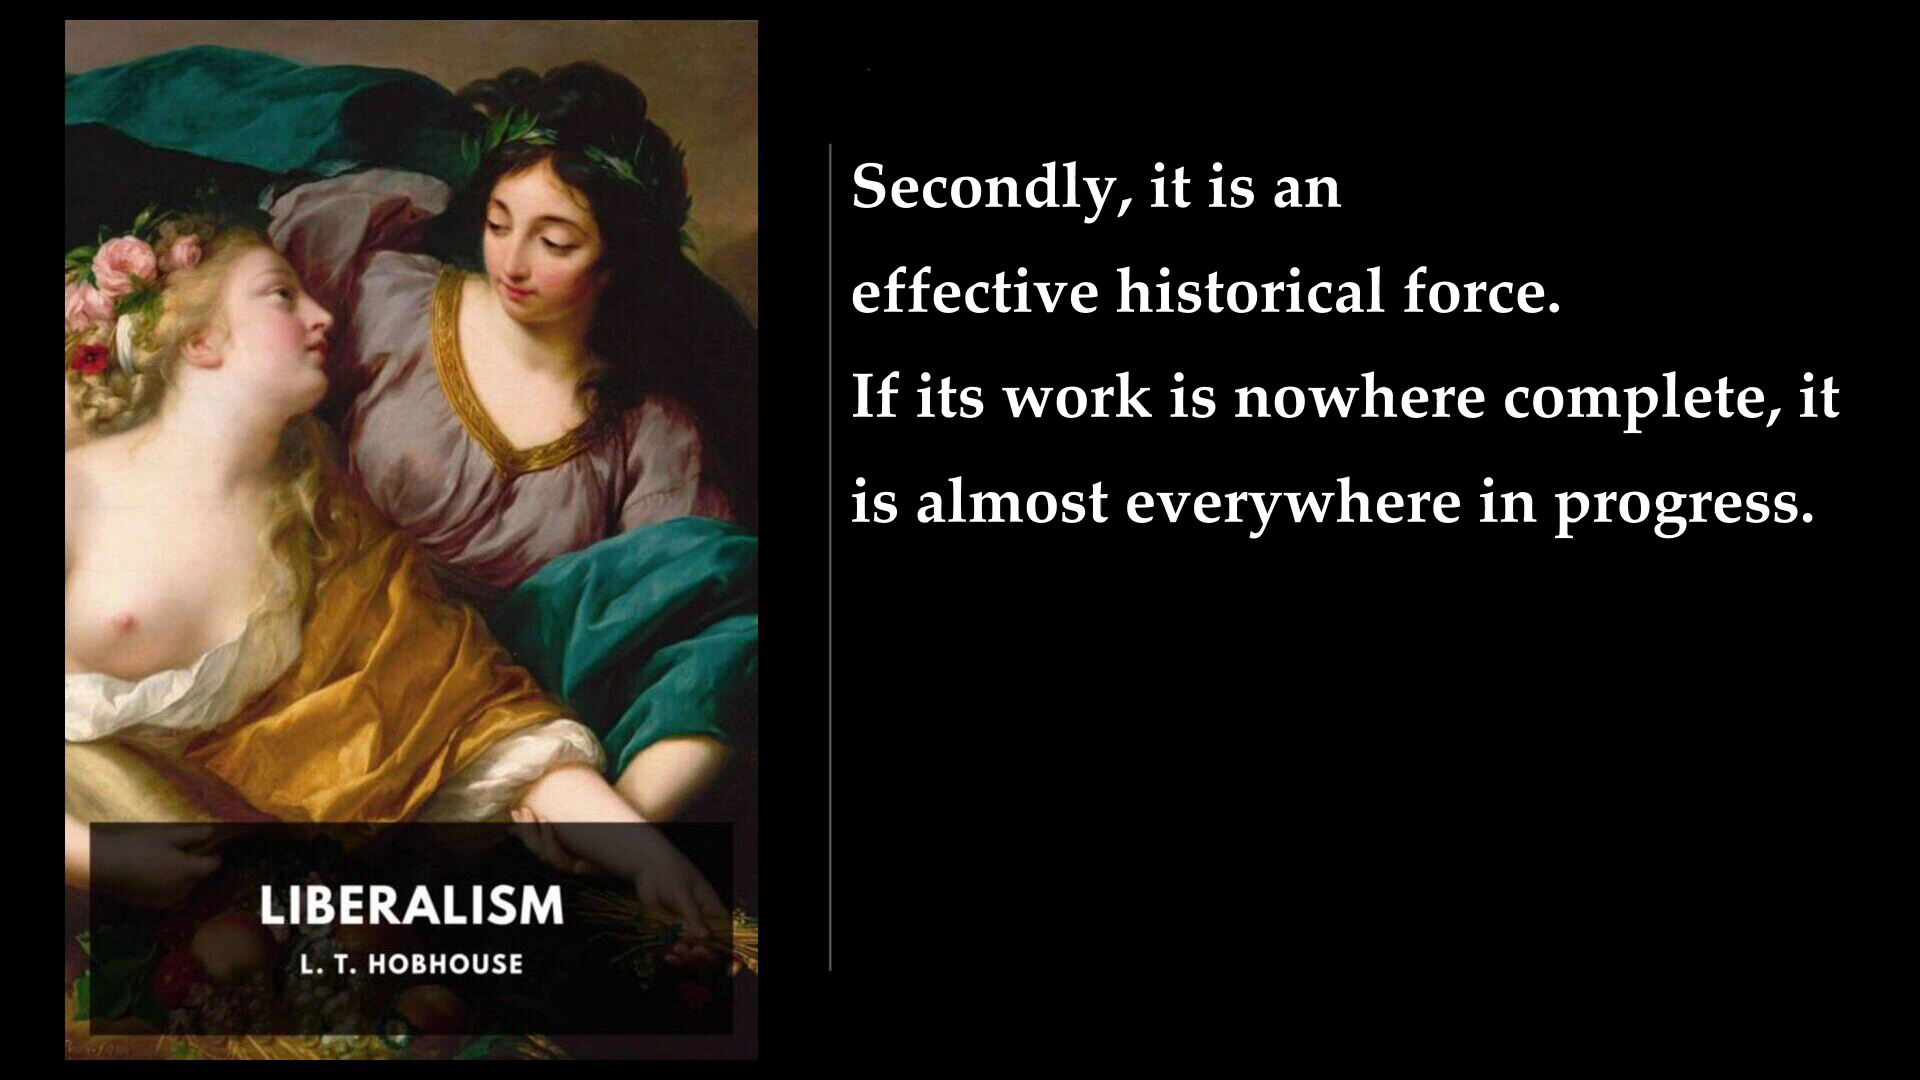 Secondly, it is an
effective historical force.
If its work is nowhere complete, it
is almost everywhere in progress.
LIBERALISM
L. T. HOBHOUSE